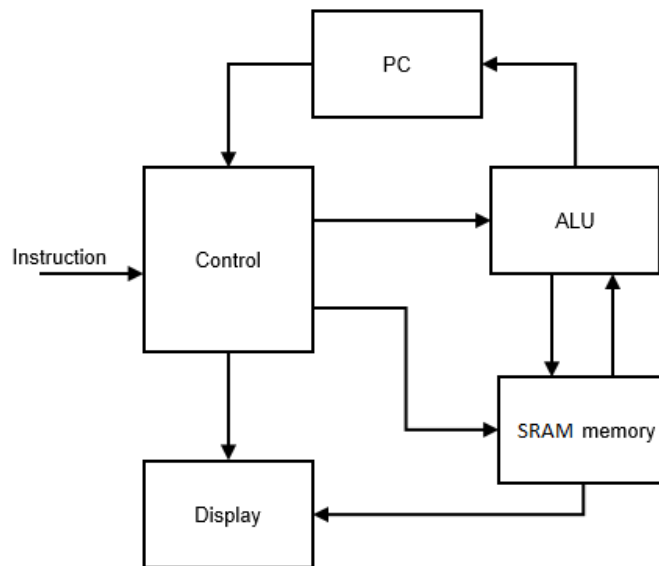 PC
ALU
Instruction
Control
SRAM memory
Display